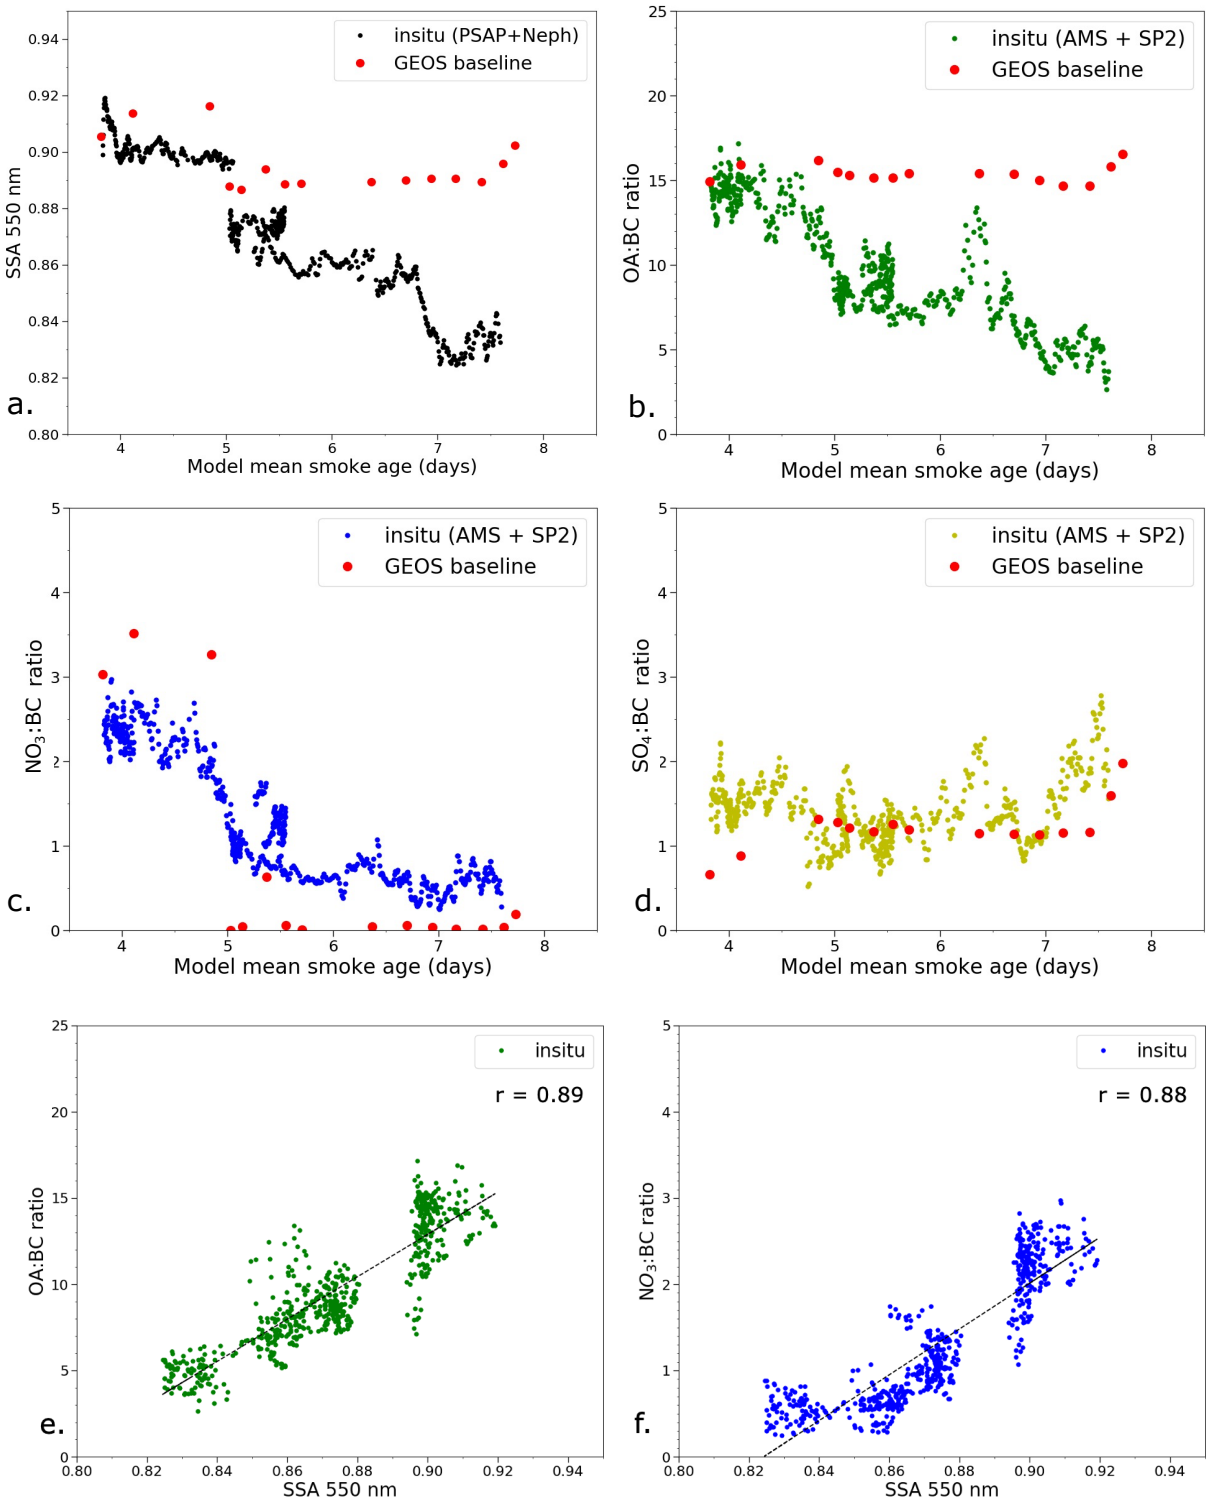 0.94
0.92
0.90
0.88
0.86
0.84
0.82
0.80
SSA 550 nm
insitu (PSAP+Neph)
GEOS baseline
a.
4 5 6 7 8
Model mean smoke age (days)
25
20
15
10
5
0
OA:BC ratio
insitu (AMS + SP2)
GEOS baseline
b.
4 5 6 7 8
Model mean smoke age (days)
5
4
3
2
1
0
NO₃:BC ratio
insitu (AMS + SP2)
GEOS baseline
c.
4 5 6 7 8
Model mean smoke age (days)
5
4
3
2
1
0
SO₄:BC ratio
insitu (AMS + SP2)
GEOS baseline
d.
4 5 6 7 8
Model mean smoke age (days)
25
20
15
10
5
0
OA:BC ratio
insitu
r = 0.89
e.
0.80 0.82 0.84 0.86 0.88 0.90 0.92 0.94
SSA 550 nm
5
4
3
2
1
0
NO₃:BC ratio
insitu
r = 0.88
f.
0.80 0.82 0.84 0.86 0.88 0.90 0.92 0.94
SSA 550 nm